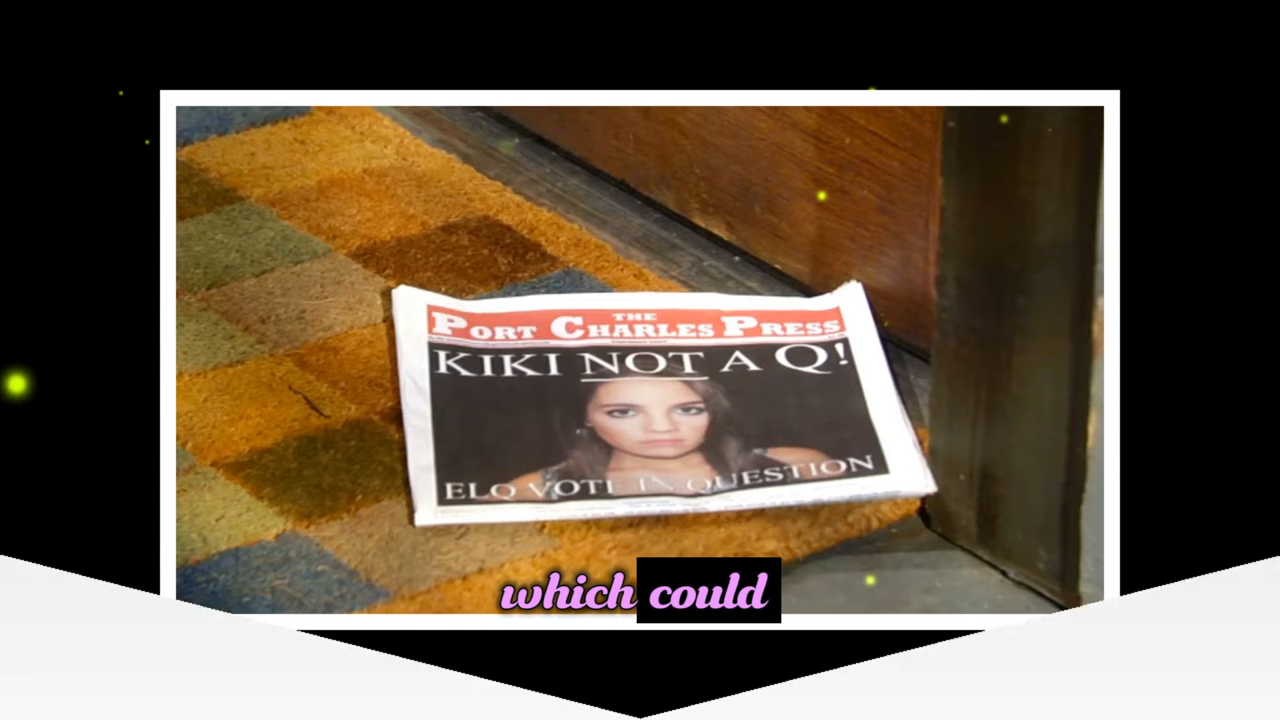 THE
PORT CHARLES PRESS
KIKI NOT A Q!
ELQ VOTE IN QUESTION
which could